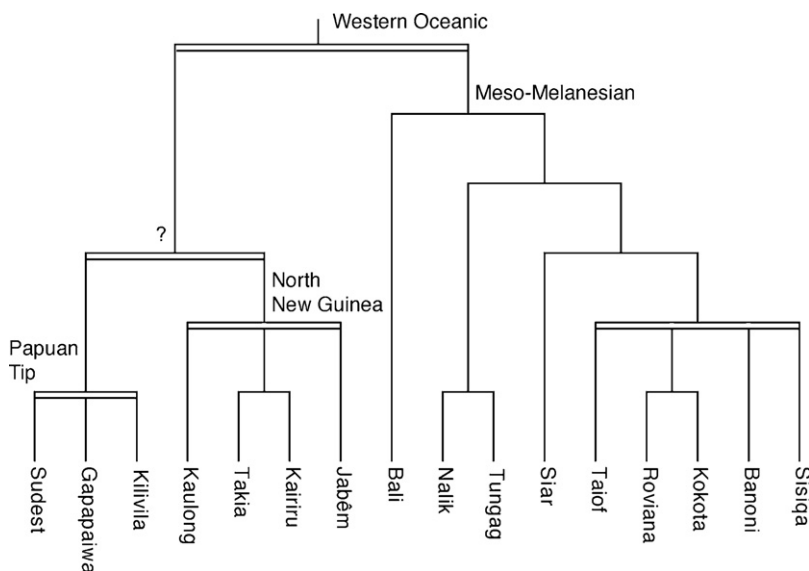 Western Oceanic
Meso-Melanesian
?
North
New Guinea
Papuan
Tip
Sudest
Gapapaiwa
Kilivila
Kaulong
Takia
Kairiru
Jabêm
Bali
Nalik
Tungag
Siar
Taiof
Roviana
Kokota
Banoni
Sisiqa